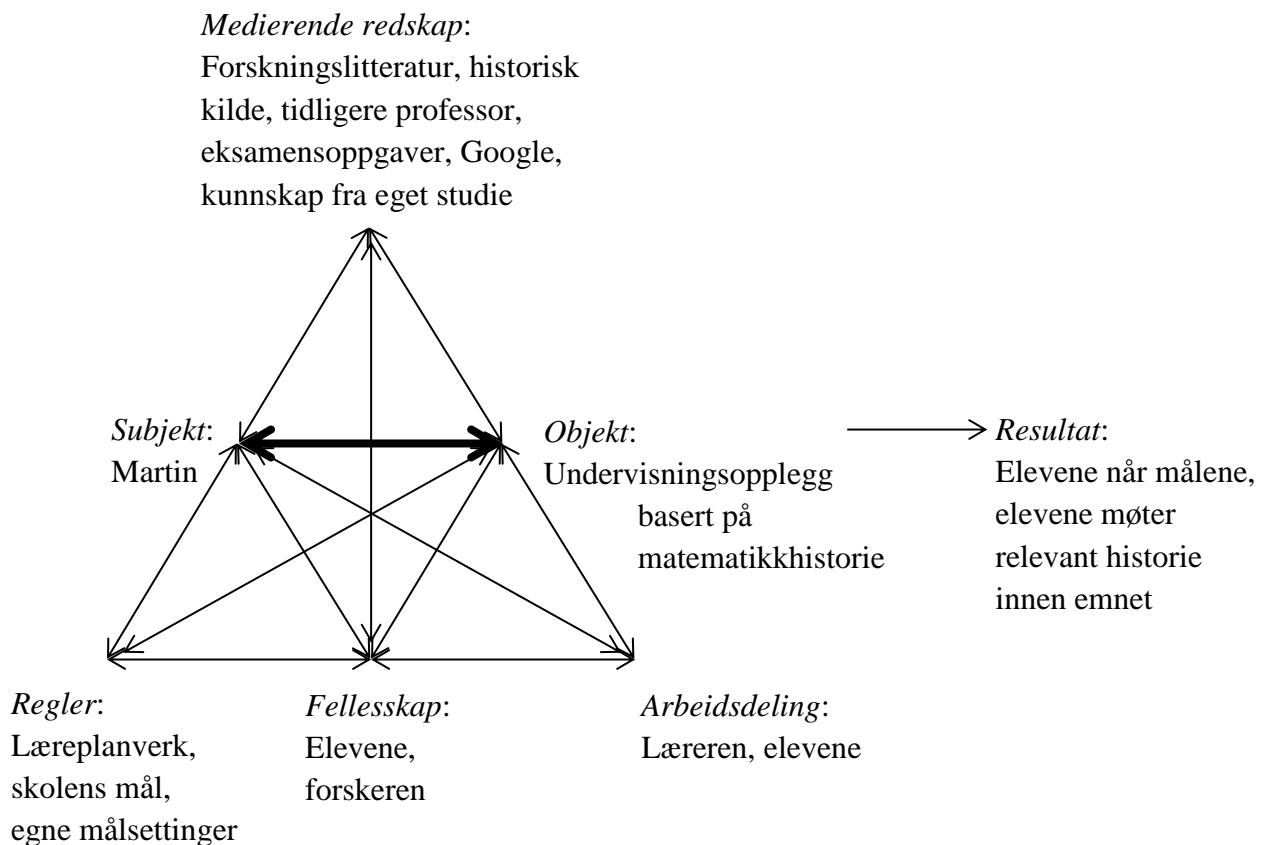 Medierende redskap:
Forskningslitteratur, historisk
kilde, tidligere professor,
eksamensoppgaver, Google,
kunnskap fra eget studie
Subjekt:
Martin
Objekt:
Undervisningsopplegg
basert på
matematikkhistorie
Resultat:
Elevene når målene,
elevene møter
relevant historie
innen emnet
Regler:
Læreplanverk,
skolens mål,
egne målsettinger
Fellesskap:
Elevene,
forskeren
Arbeidsdeling:
Læreren, elevene